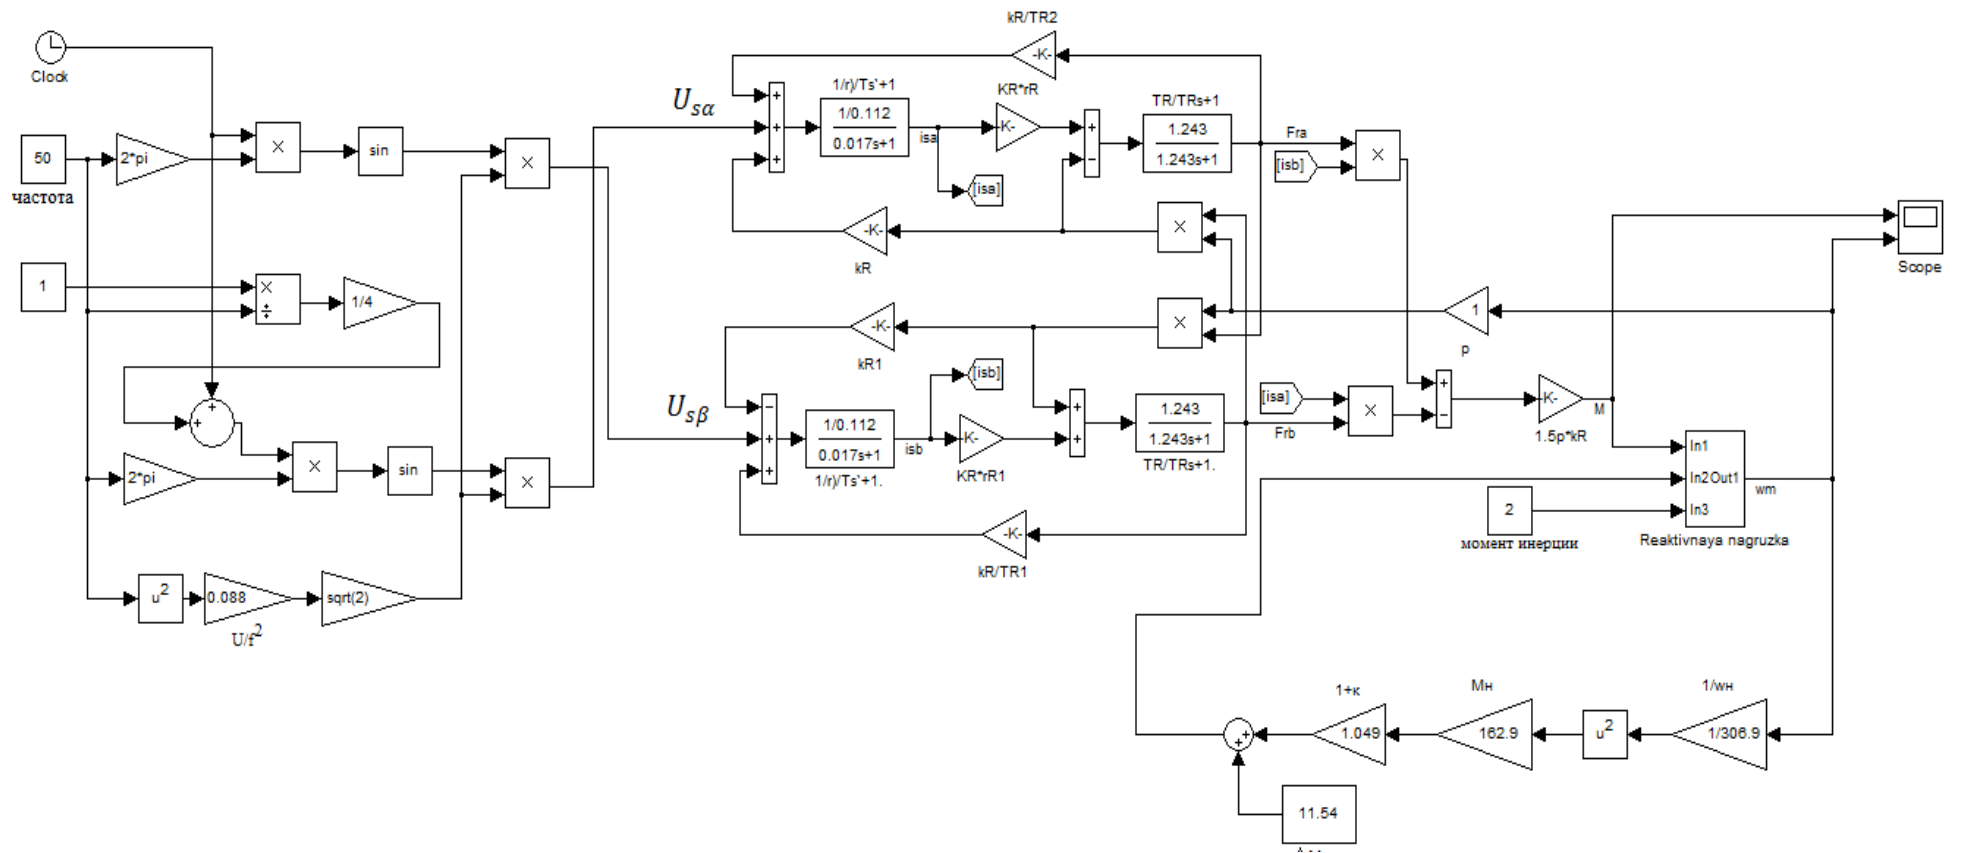 Clock
50
частота
2*pi
×
sin
×
1
×
÷
1/4
+
+
2*pi
×
sin
×
u²
0.088
U/f²
sqrt(2)
kR/TR2
-K-
Usα
+
+
+
1/r)/Ts'+1
1/0.112
0.017s+1
isa
[isa]
KR*rR
K-
+
−
TR/TRs+1
1.243
1.243s+1
Fra
[isb]
×
-K-
kR
×
-K-
kR1
×
1
p
Scope
Usβ
−
+
+
1/0.112
0.017s+1
1/r)/Ts'+1.
isb
[isb]
K-
KR*rR1
+
+
1.243
1.243s+1
TR/TRs+1.
[isa]
Frb
×
-K-
kR/TR1
+
−
-K-
1.5p*kR
M
In1
In2 Out1
In3
Reaktivnaya nagruzka
wm
2
момент инерции
1+к
1.049
Мн
162.9
u²
1/wн
1/306.9
+
+
11.54